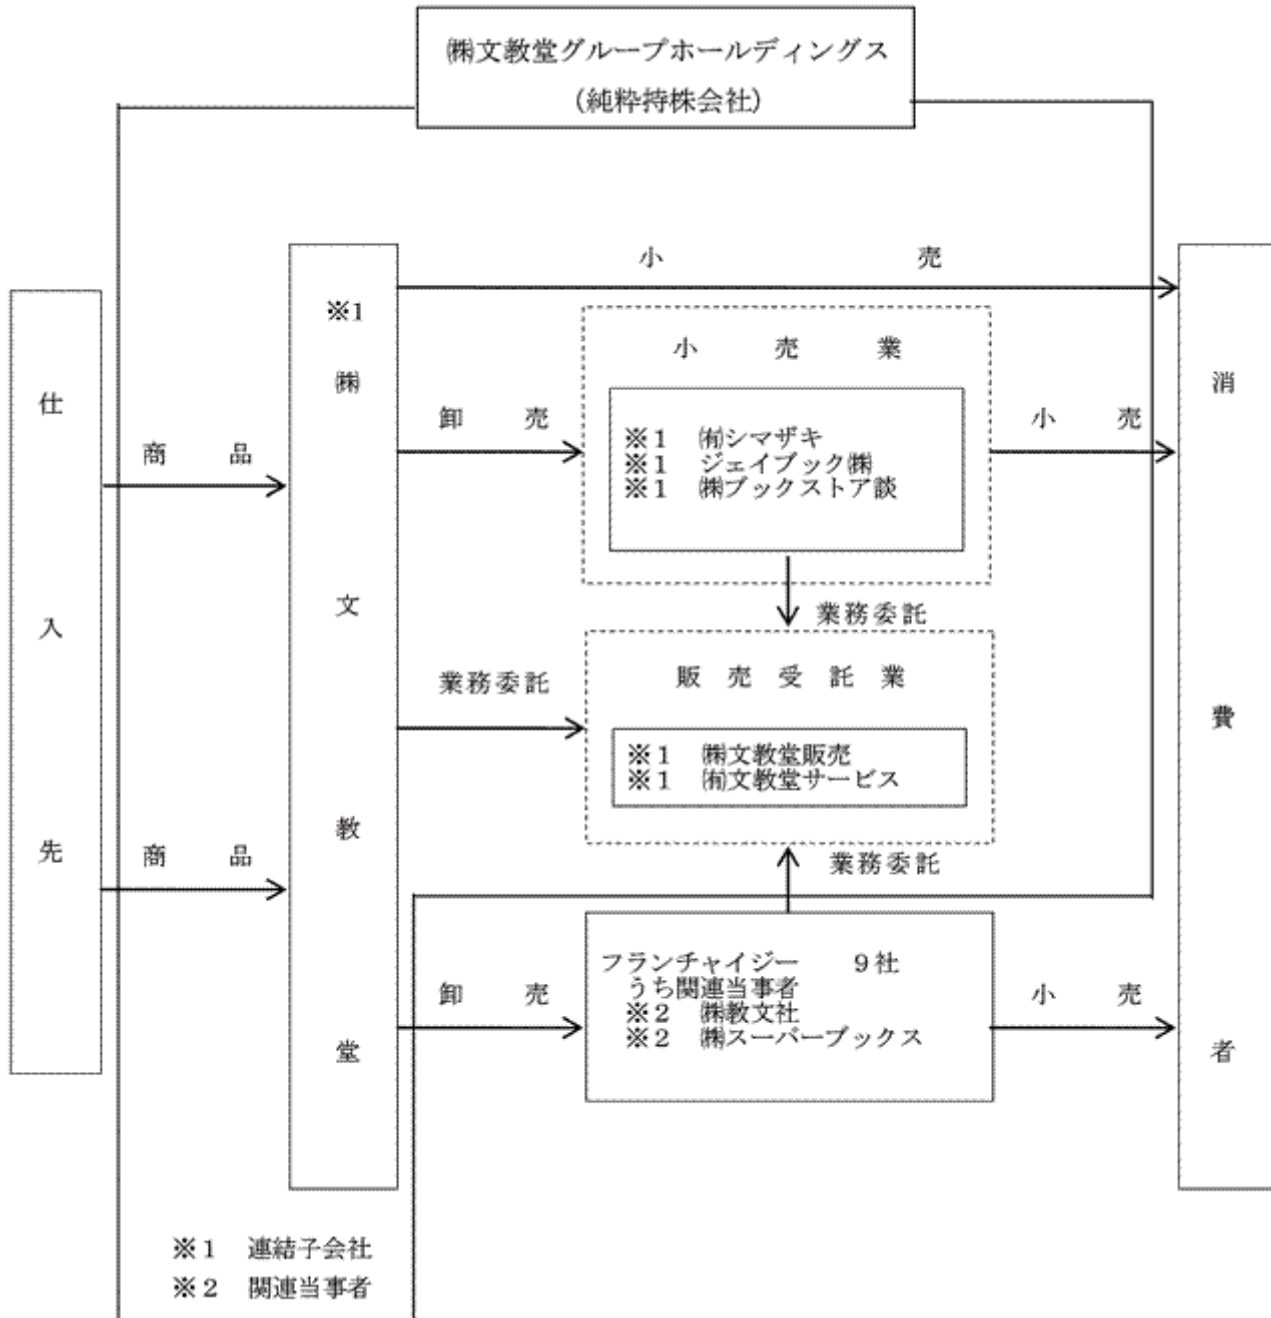 ㈱文教堂グループホールディングス
(純粋持株会社)
小売
※1
㈱文教堂
仕入先
消費者
小売業
卸売
小売
商品
※1 ㈲シマザキ
※1 ジェイブック㈱
※1 ㈱ブックストア談
業務委託
販売受託業
業務委託
※1 ㈱文教堂販売
※1 ㈲文教堂サービス
商品
業務委託
フランチャイジー 9社
うち関連当事者
※2 ㈱教文社
※2 ㈱スーパーブックス
卸売
小売
※1 連結子会社
※2 関連当事者